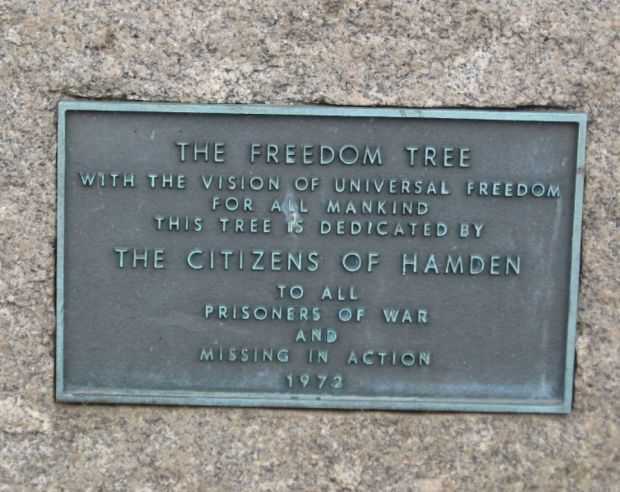 THE FREEDOM TREE
WITH THE VISION OF UNIVERSAL FREEDOM
FOR ALL MANKIND
THIS TREE IS DEDICATED BY
THE CITIZENS OF HAMDEN
TO ALL
PRISONERS OF WAR
AND
MISSING IN ACTION
1972